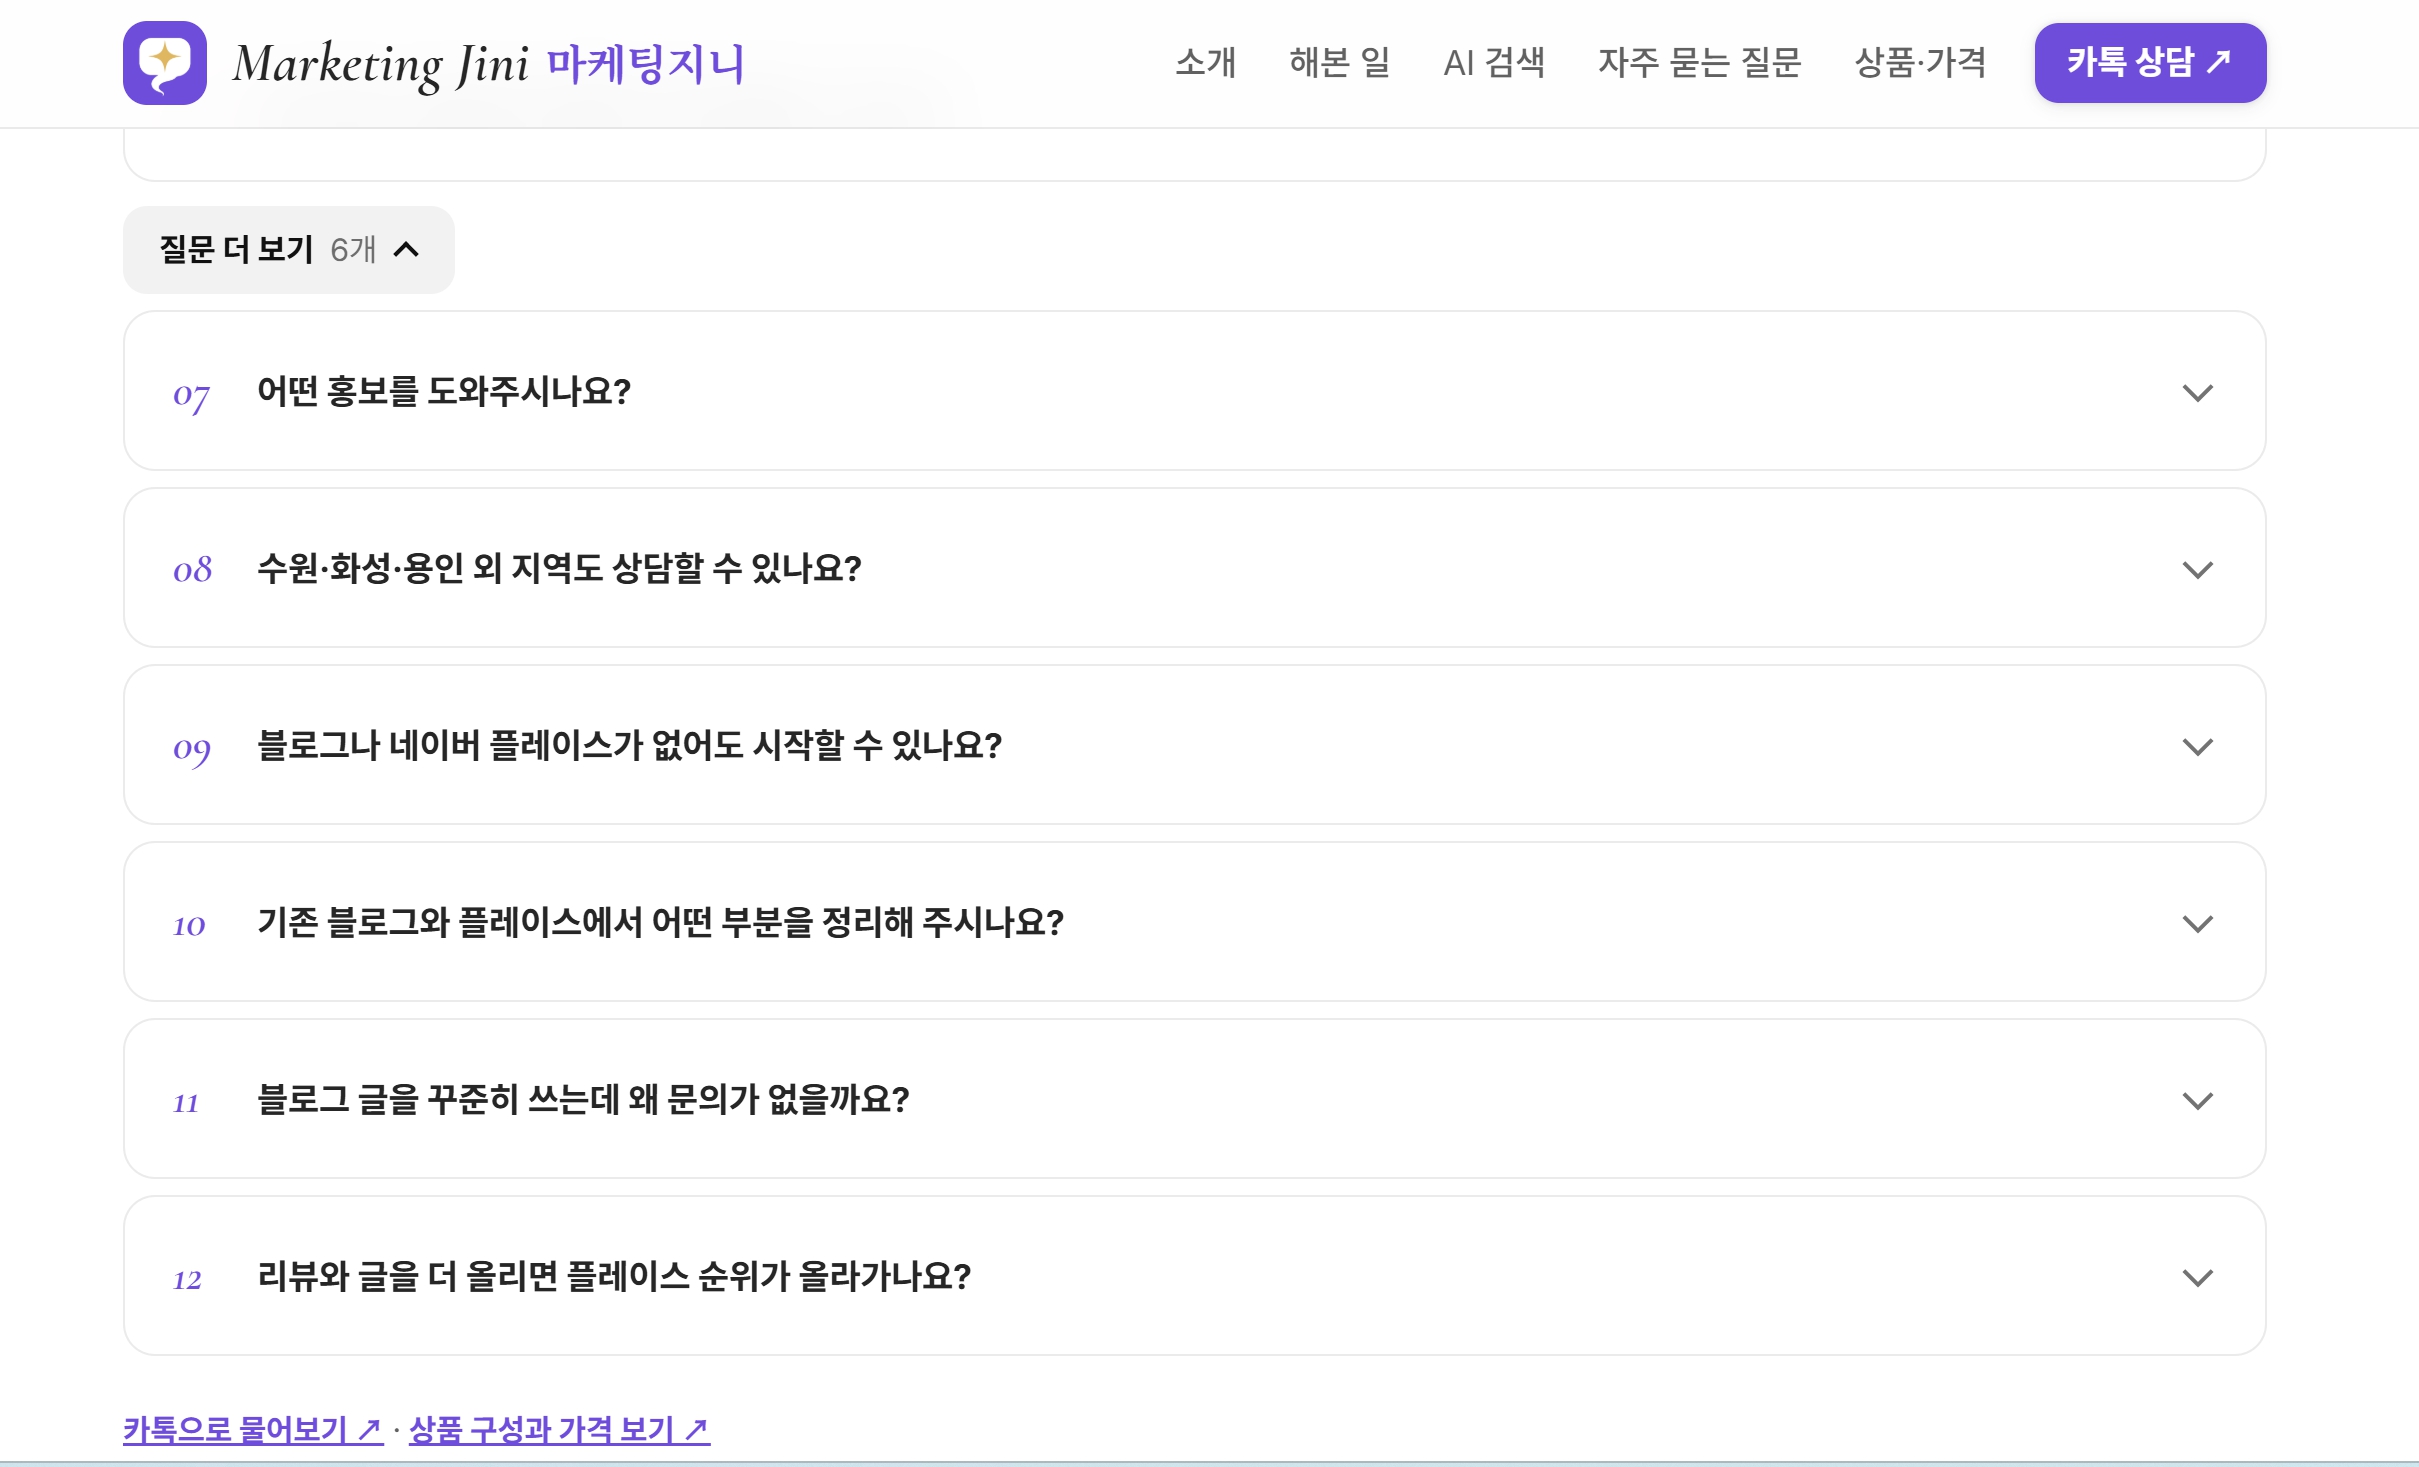 Marketing Jini 마케팅지니
소개 해본 일 AI 검색 자주 묻는 질문 상품·가격 카톡 상담 ↗
질문 더 보기 6개
07 어떤 홍보를 도와주시나요?
08 수원·화성·용인 외 지역도 상담할 수 있나요?
09 블로그나 네이버 플레이스가 없어도 시작할 수 있나요?
10 기존 블로그와 플레이스에서 어떤 부분을 정리해 주시나요?
11 블로그 글을 꾸준히 쓰는데 왜 문의가 없을까요?
12 리뷰와 글을 더 올리면 플레이스 순위가 올라가나요?
카톡으로 물어보기 ↗ · 상품 구성과 가격 보기 ↗